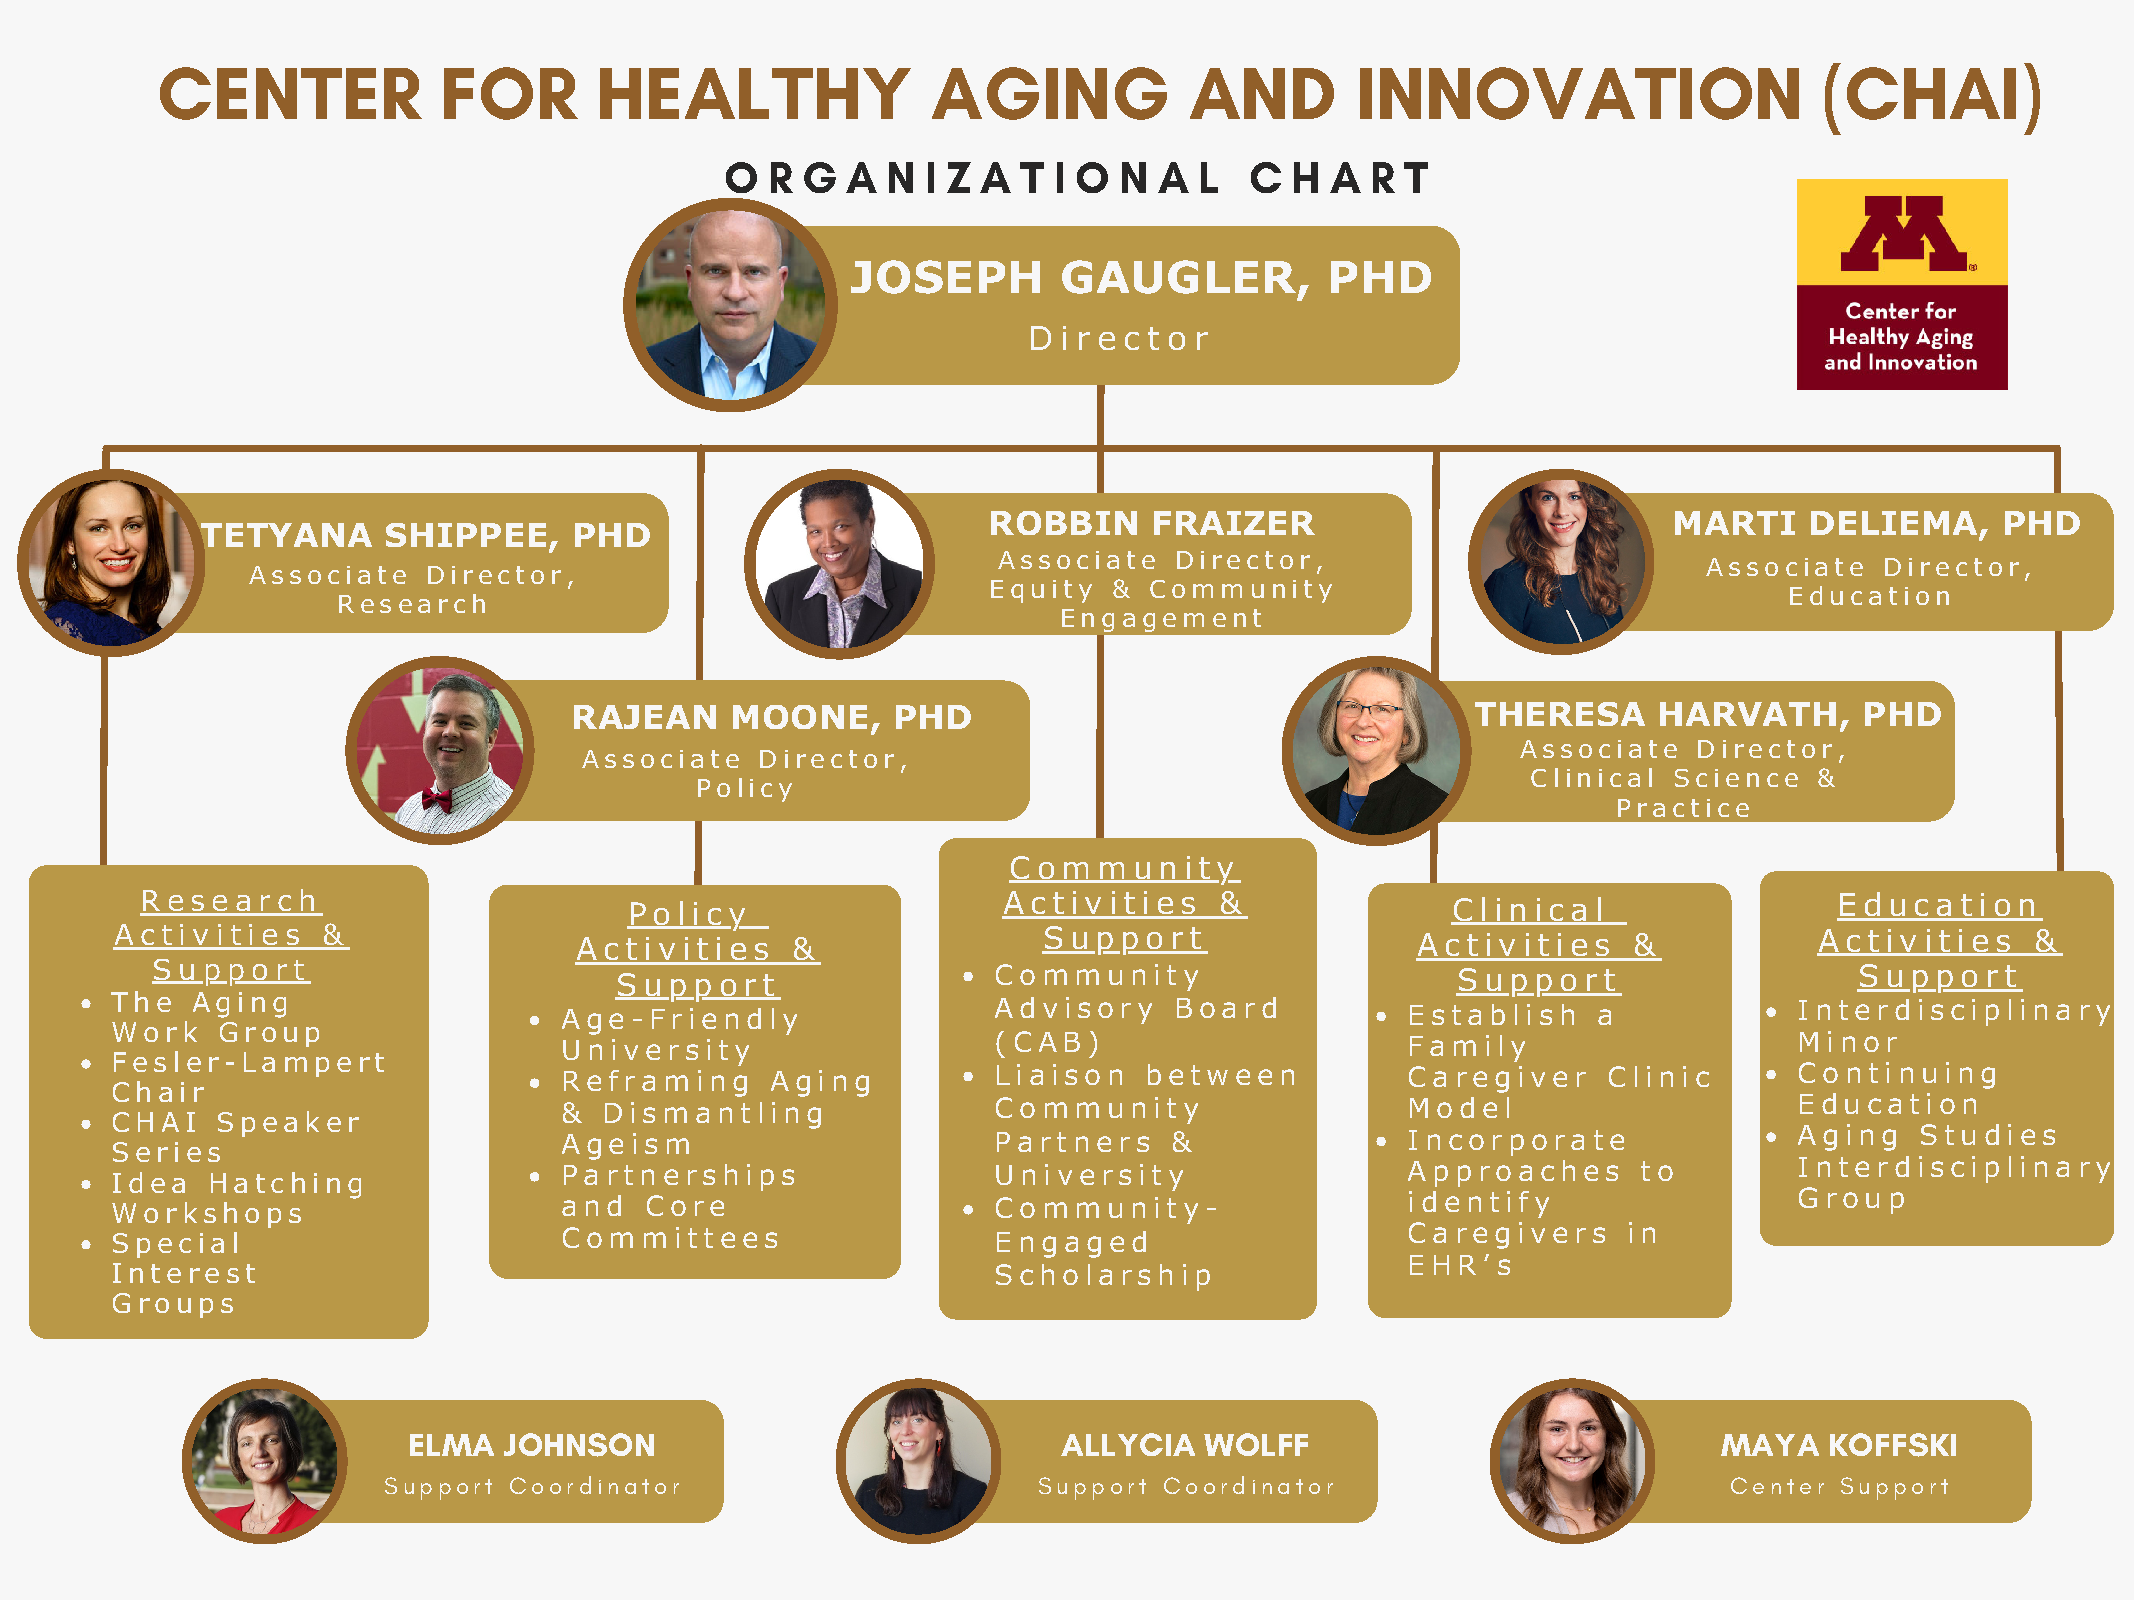 CENTER FOR HEALTHY AGING AND INNOVATION (CHAI)
ORGANIZATIONAL CHART
JOSEPH GAUGLER, PHD
Director
M
Center for
Healthy Aging
and Innovation
TETYANA SHIPPEE, PHD
Associate Director,
Research
ROBBIN FRAIZER
Associate Director,
Equity & Community
Engagement
MARTI DELIEMA, PHD
Associate Director,
Education
RAJEAN MOONE, PHD
Associate Director,
Policy
THERESA HARVATH, PHD
Associate Director,
Clinical Science &
Practice
Research
Activities &
Support
• The Aging
Work Group
• Fesler-Lampert
Chair
• CHAI Speaker
Series
• Idea Hatching
Workshops
• Special
Interest
Groups
Policy
Activities &
Support
• Age-Friendly
University
• Reframing Aging
& Dismantling
Ageism
• Partnerships
and Core
Committees
Community
Activities &
Support
• Community
Advisory Board
(CAB)
• Liaison between
Community
Partners &
University
• Community-
Engaged
Scholarship
Clinical
Activities &
Support
• Establish a
Family
Caregiver Clinic
Model
• Incorporate
Approaches to
identify
Caregivers in
EHR’s
Education
Activities &
Support
• Interdisciplinary
Minor
• Continuing
Education
• Aging Studies
Interdisciplinary
Group
ELMA JOHNSON
Support Coordinator
ALLYCIA WOLFF
Support Coordinator
MAYA KOFFSKI
Center Support